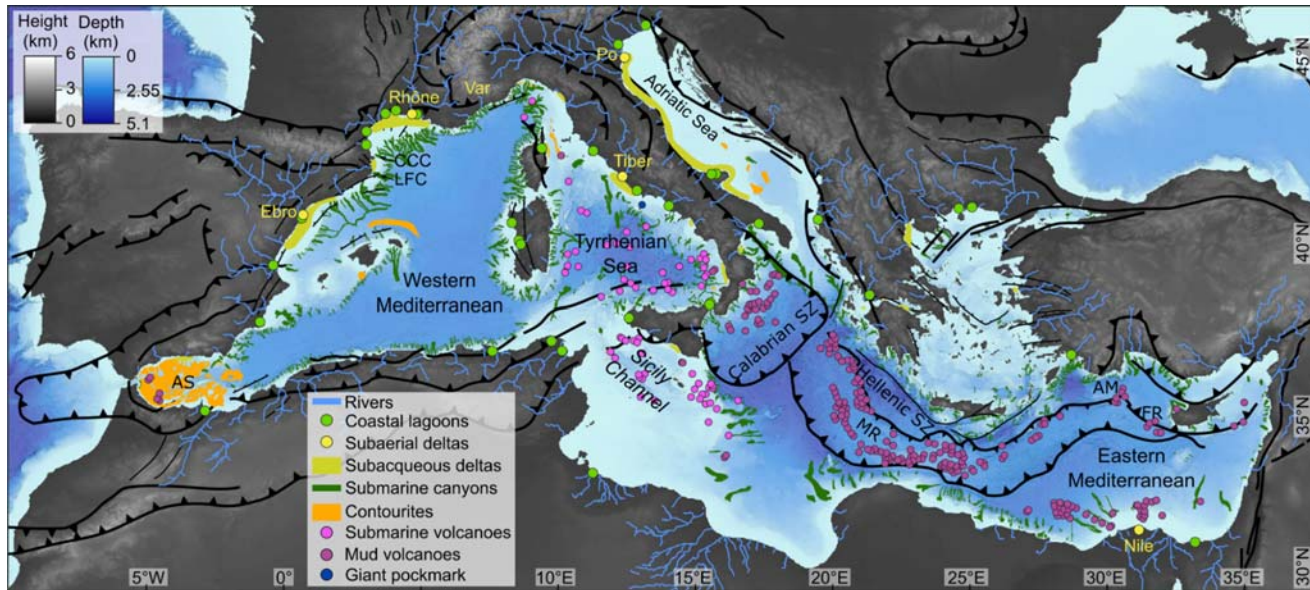 Height Depth
(km) (km)
6 0
2.55
0 5.1
Rhône
Var
Po
Adriatic Sea
CCC
LFC
Tiber
Ebro
Tyrrhenian
Sea
Western
Mediterranean
Calabrian SZ
Sicily
Channel
Hellenic SZ
AS
MR
AM
FR
Eastern
Mediterranean
Nile
Rivers
Coastal lagoons
Subaerial deltas
Subacqueous deltas
Submarine canyons
Contourites
Submarine volcanoes
Mud volcanoes
Giant pockmark
45°N
40°N
35°N
30°N
5°W 0 10°E 15°E 20°E 25°E 30°E 35°E